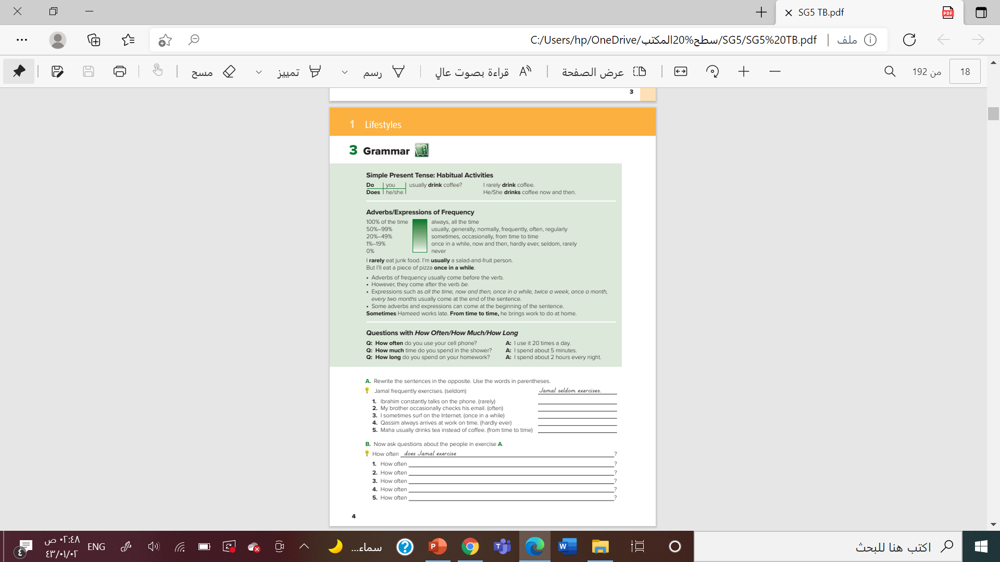 SG5 TB.pdf
C:/Users/hp/OneDrive/سطح%20المكتب/SG5/SG5%20TB.pdf
ملف
مسح
تمييز
رسم
قراءة بصوت عالٍ
عرض الصفحة
من 192
18
3
1 Lifestyles
3 Grammar
Simple Present Tense: Habitual Activities
Do you usually drink coffee? I rarely drink coffee.
Does he/she He/She drinks coffee now and then.
Adverbs/Expressions of Frequency
100% of the time always, all the time
50%–99% usually, generally, normally, frequently, often, regularly
20%–49% sometimes, occasionally, from time to time
1%–19% once in a while, now and then, hardly ever, seldom, rarely
0% never
I rarely eat junk food. I'm usually a salad-and-fruit person.
But I'll eat a piece of pizza once in a while.
• Adverbs of frequency usually come before the verb.
• However, they come after the verb be.
• Expressions such as all the time, now and then, once in a while, twice a week, once a month,
every two months usually come at the end of the sentence.
• Some adverbs and expressions can come at the beginning of the sentence.
Sometimes Hameed works late. From time to time, he brings work to do at home.
Questions with How Often/How Much/How Long
Q: How often do you use your cell phone? A: I use it 20 times a day.
Q: How much time do you spend in the shower? A: I spend about 5 minutes.
Q: How long do you spend on your homework? A: I spend about 2 hours every night.
A. Rewrite the sentences in the opposite. Use the words in parentheses.
Jamal frequently exercises. (seldom) Jamal seldom exercises.
1. Ibrahim constantly talks on the phone. (rarely)
2. My brother occasionally checks his email. (often)
3. I sometimes surf on the Internet. (once in a while)
4. Qassim always arrives at work on time. (hardly ever)
5. Maha usually drinks tea instead of coffee. (from time to time)
B. Now ask questions about the people in exercise A.
How often does Jamal exercise ?
1. How often ?
2. How often ?
3. How often ?
4. How often ?
5. How often ?
4
٠٢:٤٨ ص
٤٣/٠١/٠٢
٤
ENG
سماء...
اكتب هنا للبحث